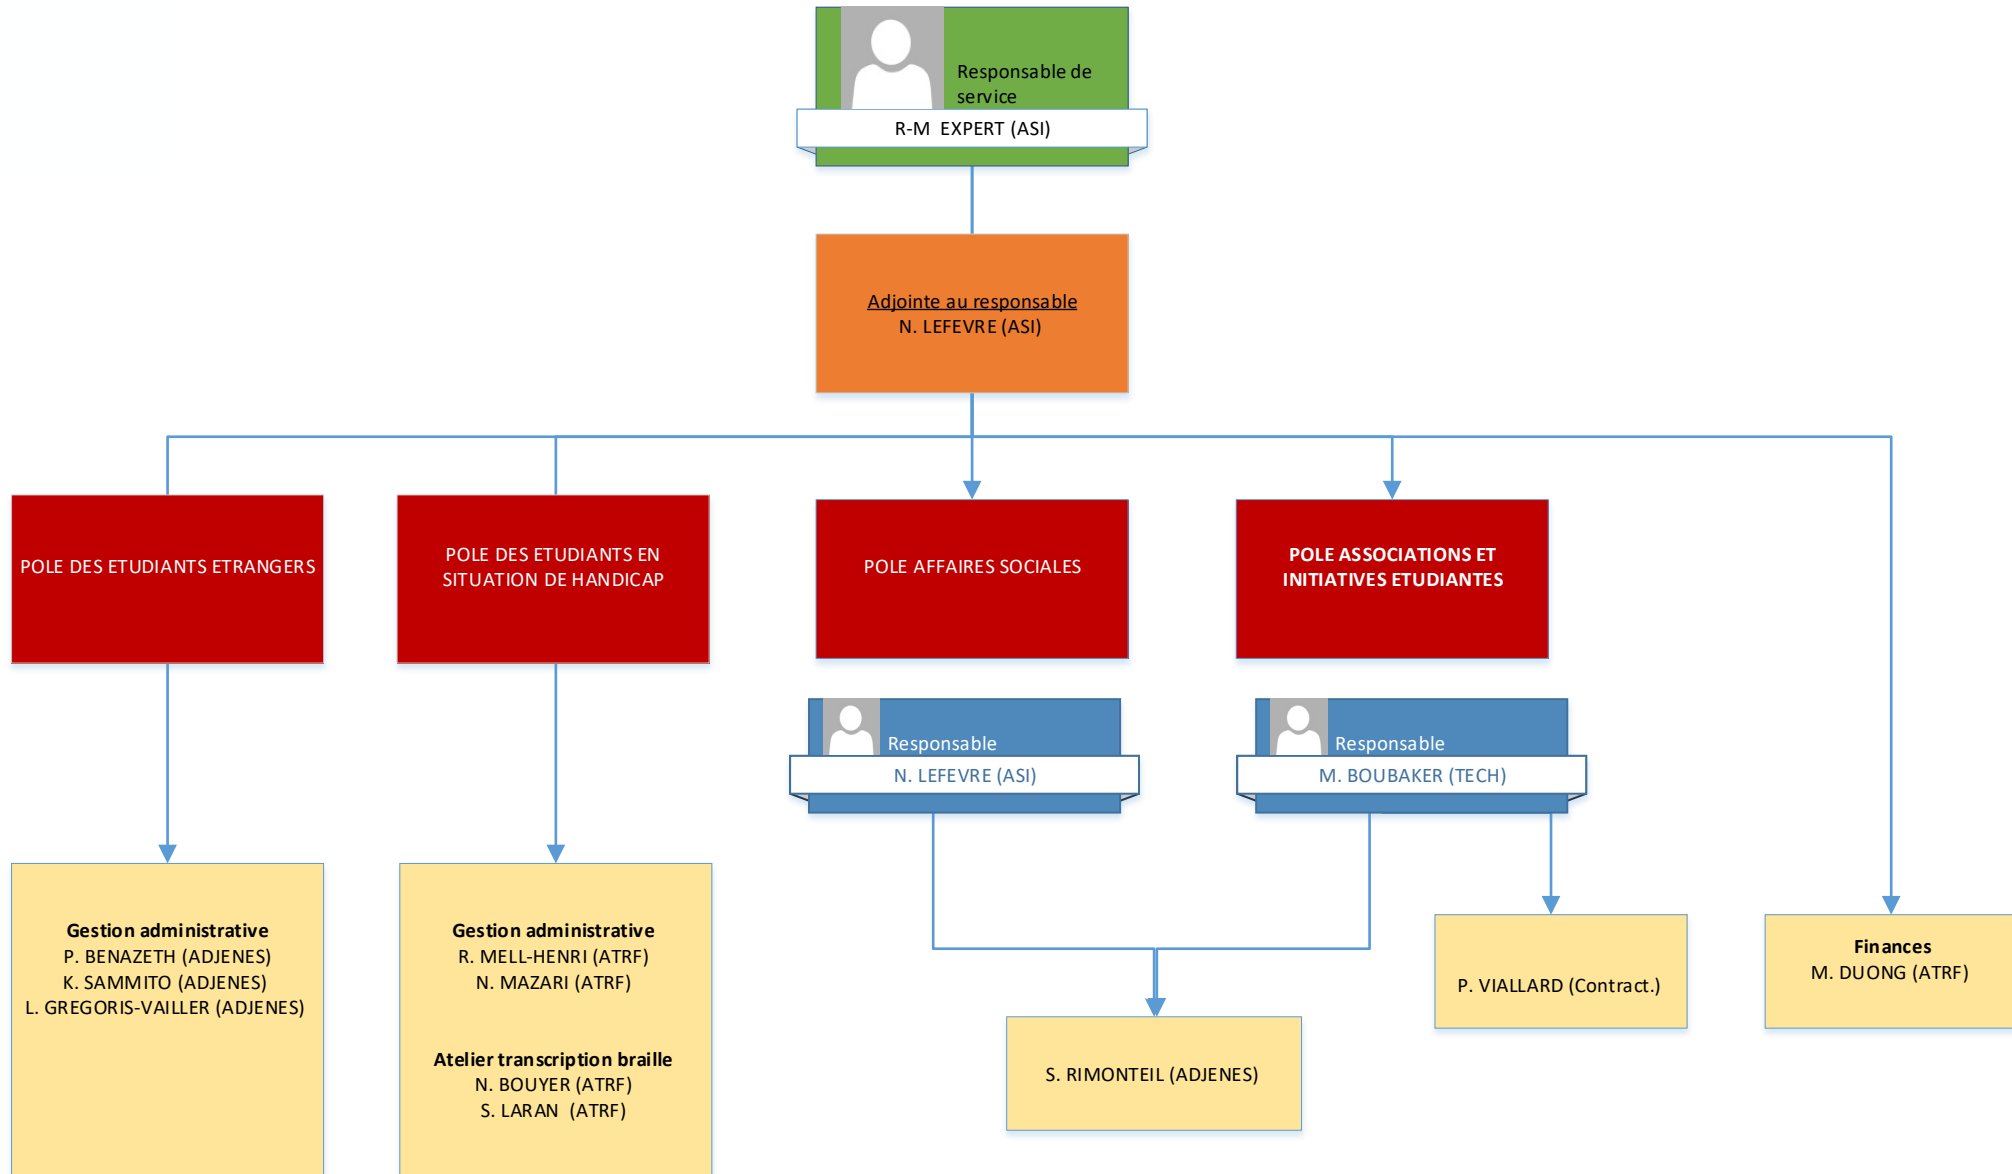 Responsable de
service
R-M EXPERT (ASI)
Adjointe au responsable
N. LEFEVRE (ASI)
POLE DES ETUDIANTS ETRANGERS
POLE DES ETUDIANTS EN
SITUATION DE HANDICAP
POLE AFFAIRES SOCIALES
POLE ASSOCIATIONS ET
INITIATIVES ETUDIANTES
Responsable
N. LEFEVRE (ASI)
Responsable
M. BOUBAKER (TECH)
Gestion administrative
P. BENAZETH (ADJENES)
K. SAMMITO (ADJENES)
L. GREGORIS-VAILLER (ADJENES)
Gestion administrative
R. MELL-HENRI (ATRF)
N. MAZARI (ATRF)
Atelier transcription braille
N. BOUYER (ATRF)
S. LARAN (ATRF)
S. RIMONTEIL (ADJENES)
P. VIALLARD (Contract.)
Finances
M. DUONG (ATRF)